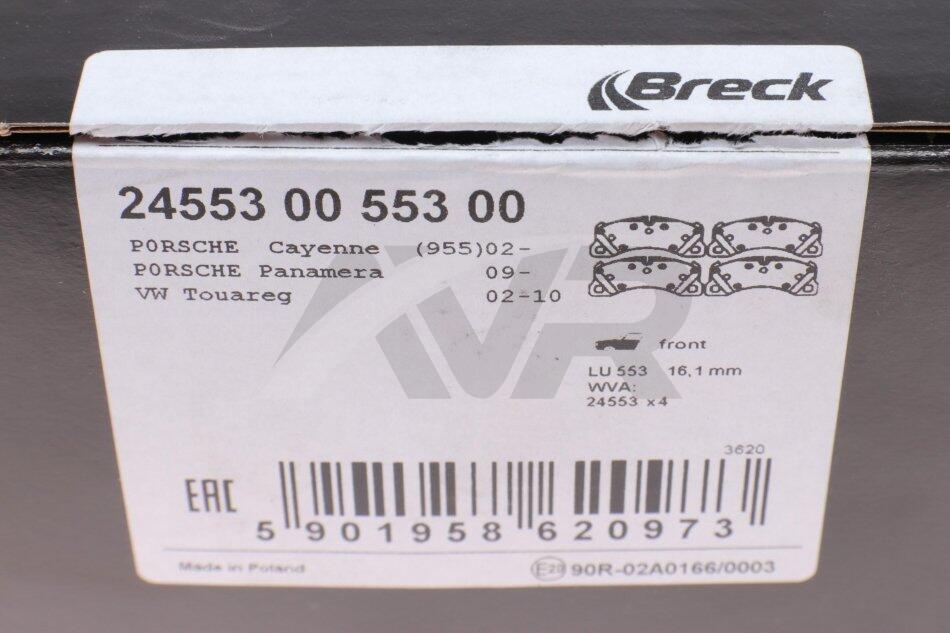 Breck
24553 00 553 00
PORSCHE Cayenne (955)02-
PORSCHE Panamera 09-
VW Touareg 02-10
front
LU 553 16,1 mm
WVA:
24553 x4
3620
EAC
5 901958 620973
Made in Poland
E20 90R-02A0166/0003
AVR